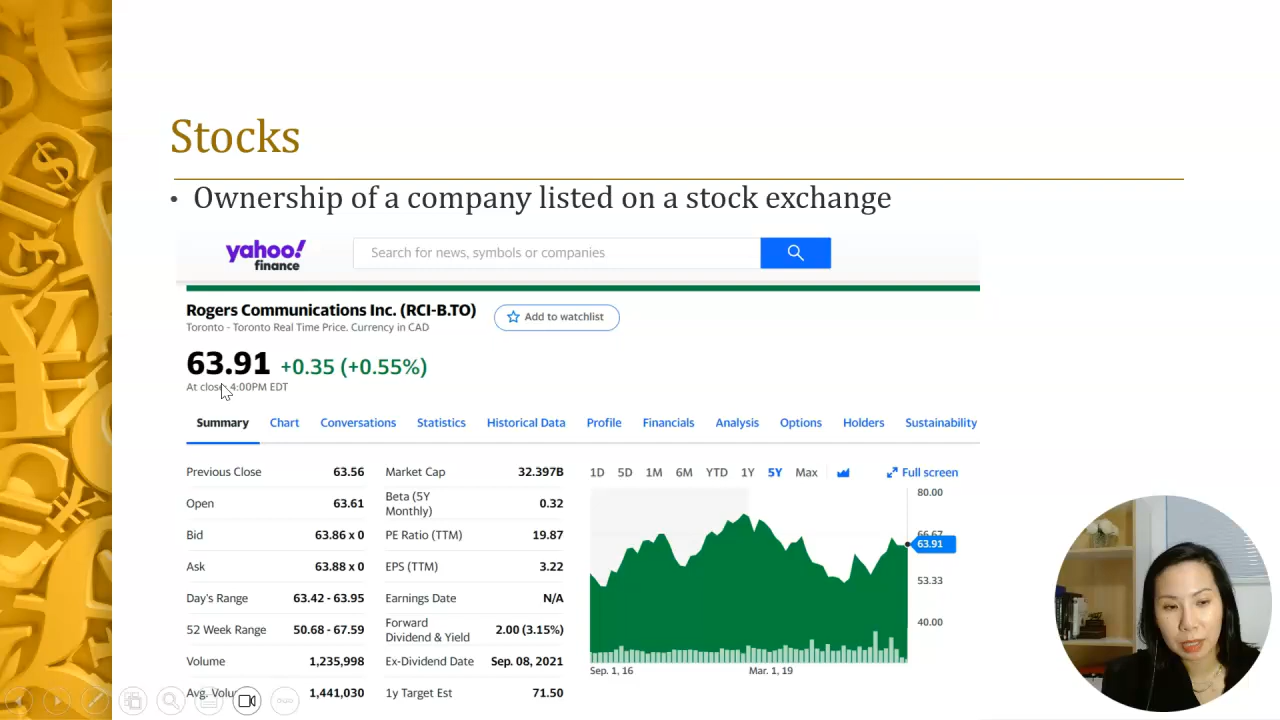 Stocks
• Ownership of a company listed on a stock exchange
yahoo!
finance
Search for news, symbols or companies
Rogers Communications Inc. (RCI-B.TO)
Add to watchlist
Toronto - Toronto Real Time Price. Currency in CAD
63.91 +0.35 (+0.55%)
At close: 4:00PM EDT
Summary Chart Conversations Statistics Historical Data Profile Financials Analysis Options Holders Sustainability
Previous Close 63.56
Open 63.61
Bid 63.86 x 0
Ask 63.88 x 0
Day's Range 63.42 - 63.95
52 Week Range 50.68 - 67.59
Volume 1,235,998
Avg. Volu 1,441,030
Market Cap 32.397B
Beta (5Y
Monthly) 0.32
PE Ratio (TTM) 19.87
EPS (TTM) 3.22
Earnings Date N/A
Forward
Dividend & Yield 2.00 (3.15%)
Ex-Dividend Date Sep. 08, 2021
1y Target Est 71.50
1D 5D 1M 6M YTD 1Y 5Y Max Full screen
80.00
66.67
63.91
53.33
40.00
Sep. 1, 16 Mar. 1, 19